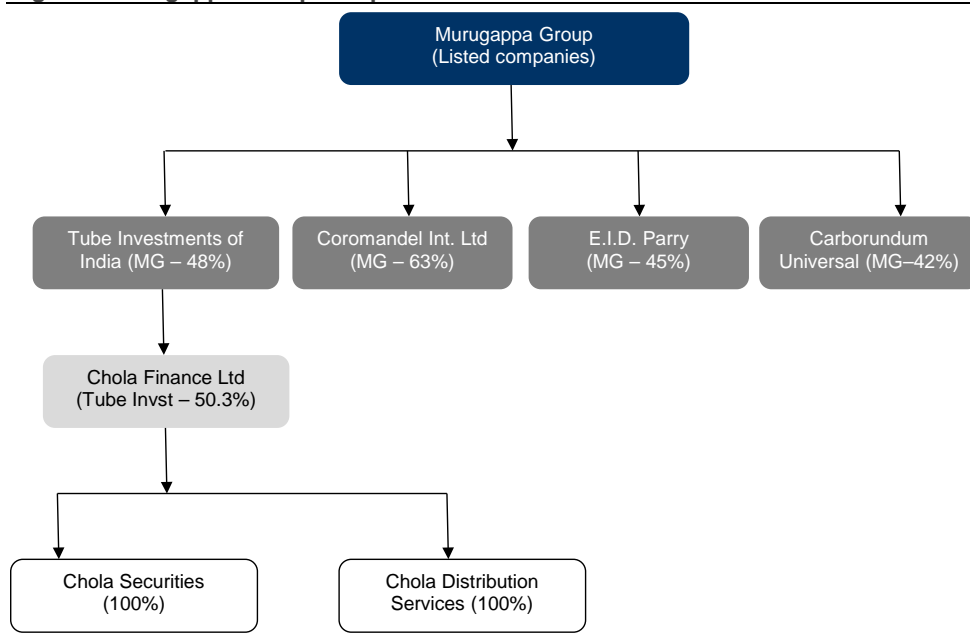 Murugappa Group
(Listed companies)
Tube Investments of
India (MG – 48%)
Coromandel Int. Ltd
(MG – 63%)
E.I.D. Parry
(MG – 45%)
Carborundum
Universal (MG–42%)
Chola Finance Ltd
(Tube Invst – 50.3%)
Chola Securities
(100%)
Chola Distribution
Services (100%)